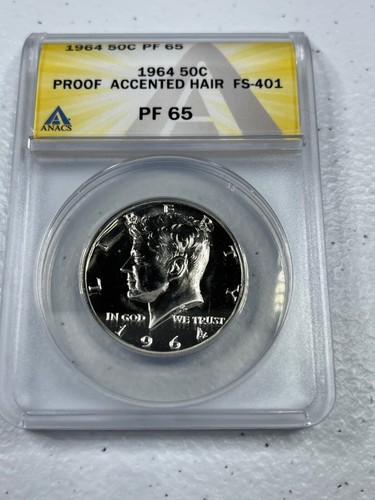 1964 50C PF 65
1964 50C
PROOF ACCENTED HAIR FS-401
PF 65
ANACS
LIBERTY
IN GOD WE TRUST
1964